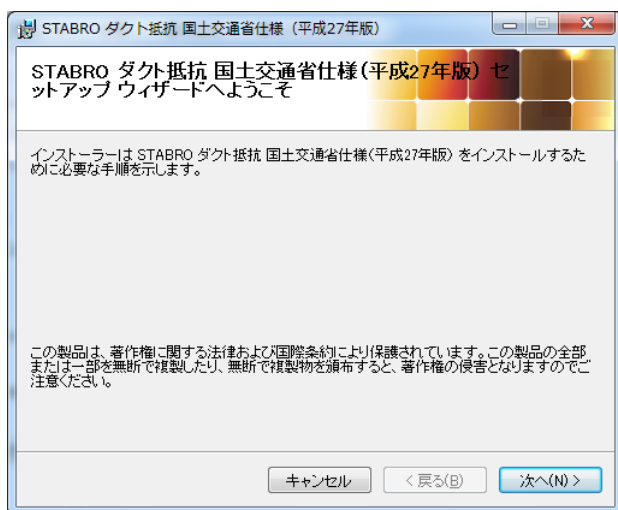 STABRO ダクト抵抗 国土交通省仕様（平成27年版）
STABRO ダクト抵抗 国土交通省仕様（平成27年版） セ
ットアップ ウィザードへようこそ
インストーラーは STABRO ダクト抵抗 国土交通省仕様（平成27年版） をインストールするた
めに必要な手順を示します。
この製品は、著作権に関する法律および国際条約により保護されています。この製品の全部
または一部を無断で複製したり、無断で複製物を頒布すると、著作権の侵害となりますのでご
注意ください。
キャンセル
< 戻る(B)
次へ(N) >